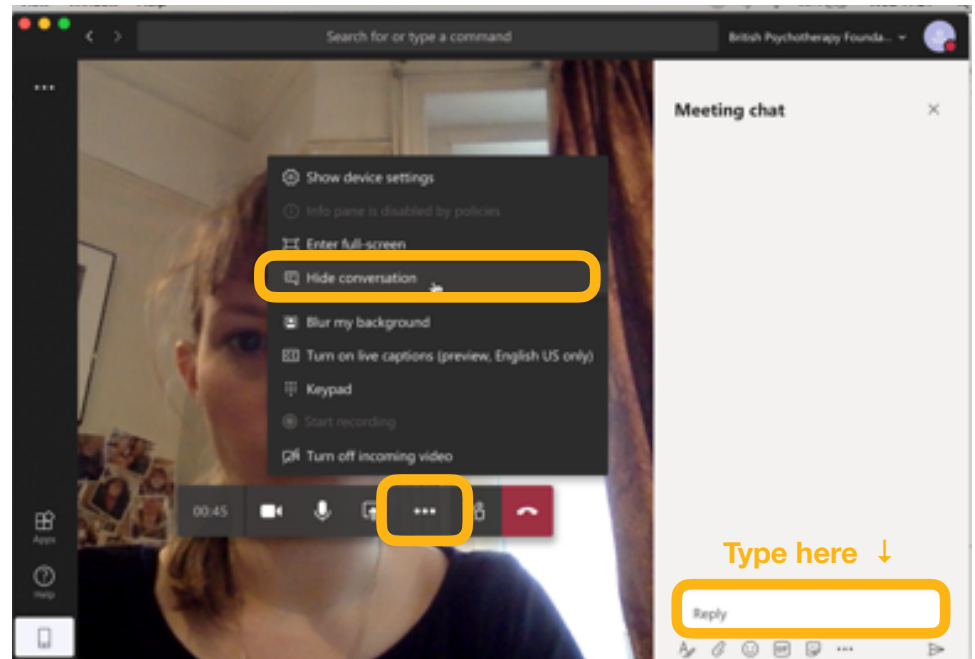 Search for or type a command
British Psychotherapy Founda...
Meeting chat
Show device settings
Info pane is disabled by policies
Enter full-screen
Hide conversation
Blur my background
Turn on live captions (preview, English US only)
Keypad
Start recording
Turn off incoming video
00:45
Apps
Help
Type here ↓
Reply
GIF